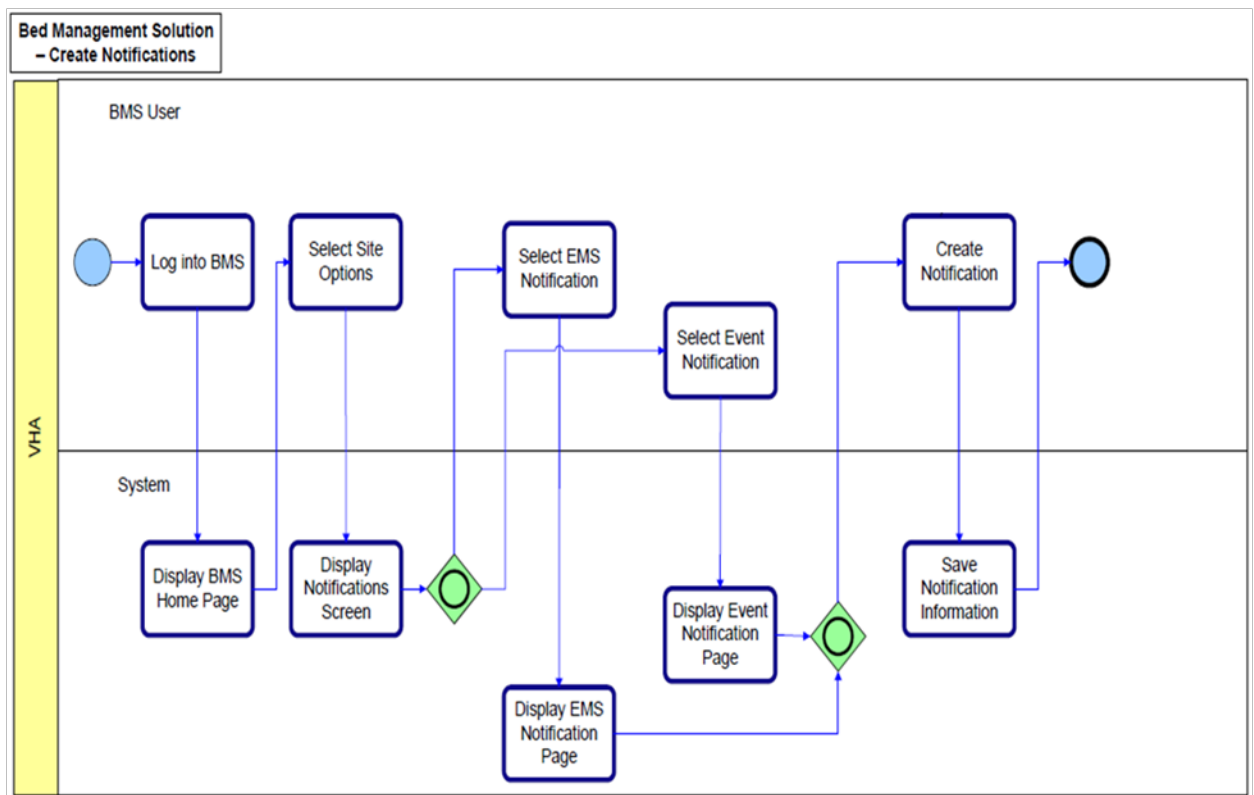 Bed Management Solution
– Create Notifications
VHA
BMS User
Log into BMS
Select Site
Options
Select EMS
Notification
Select Event
Notification
Create
Notification
System
Display BMS
Home Page
Display
Notifications
Screen
Display Event
Notification
Page
Display EMS
Notification
Page
Save
Notification
Information